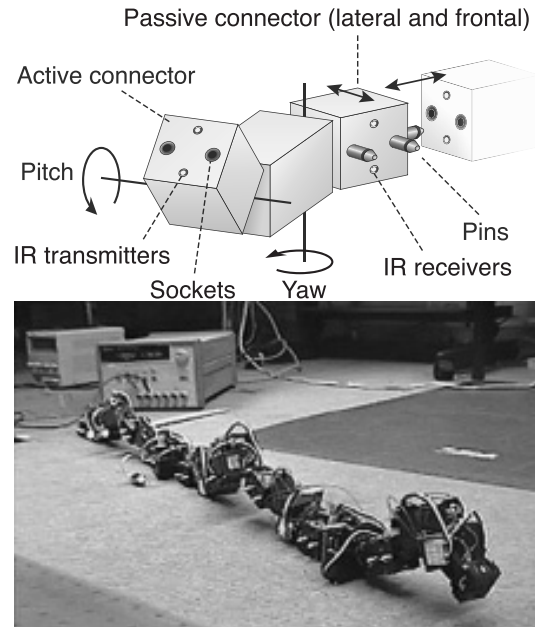 Passive connector (lateral and frontal)
Active connector
Pitch
Pins
IR transmitters
IR receivers
Sockets
Yaw